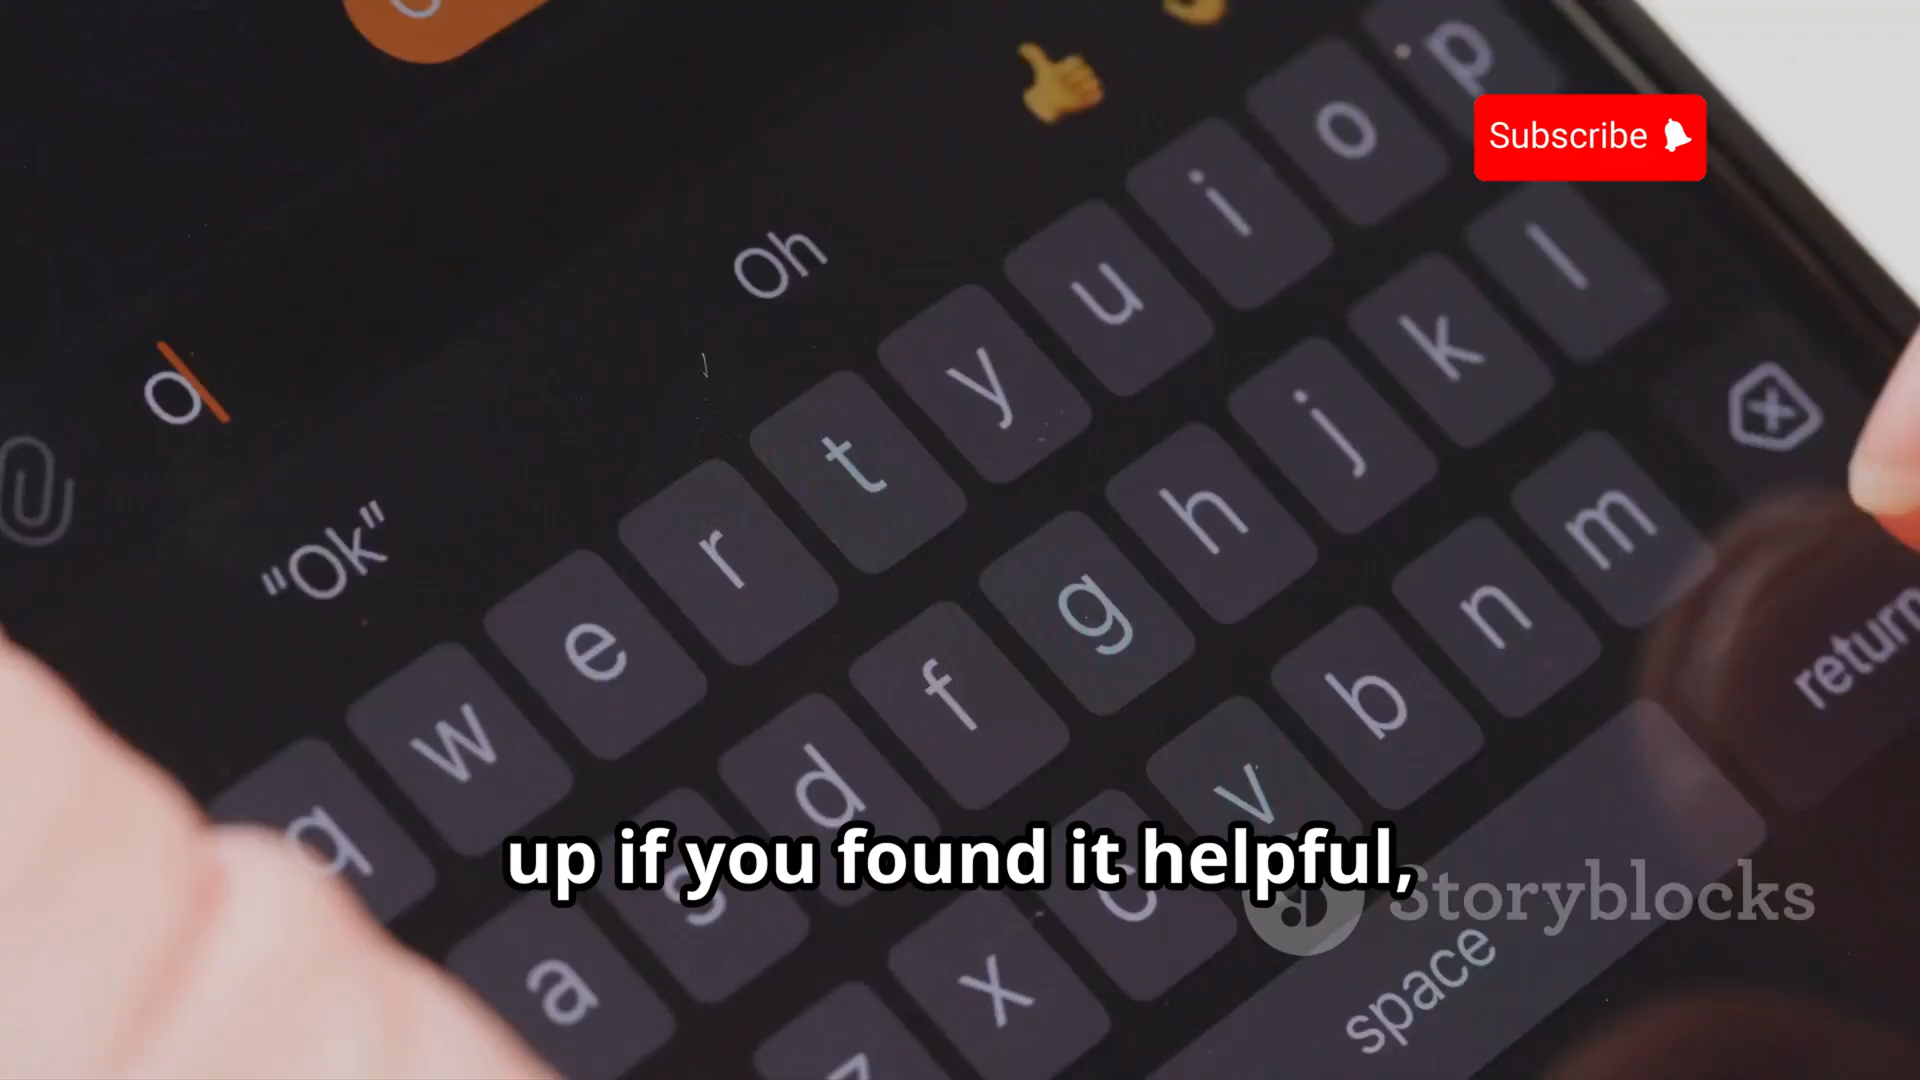 Subscribe
Oh
o
"Ok"
q w e r t y u i o p
a s d f g h j k l
z x c v b n m
space
return
up if you found it helpful,
Storyblocks